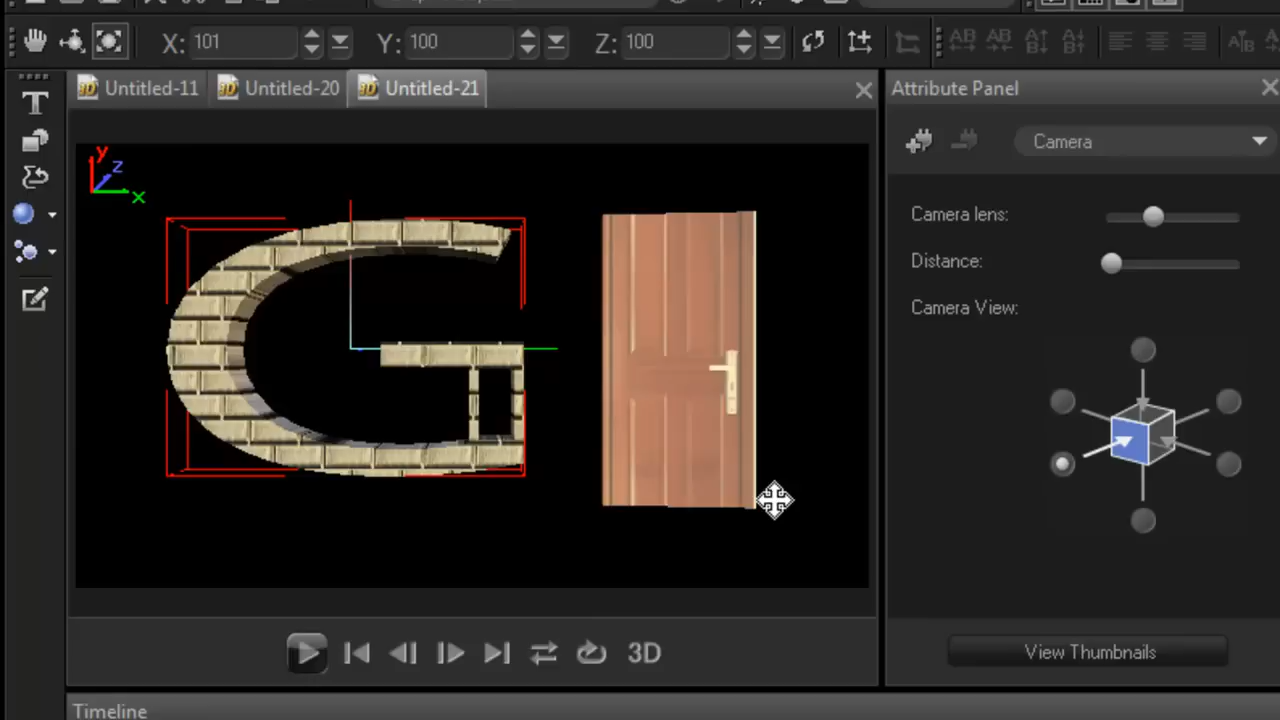 X: 101 Y: 100 Z: 100
Untitled-11 Untitled-20 Untitled-21
Attribute Panel
Camera
Camera lens:
Distance:
Camera View:
y
z
x
G
3D
View Thumbnails
Timeline